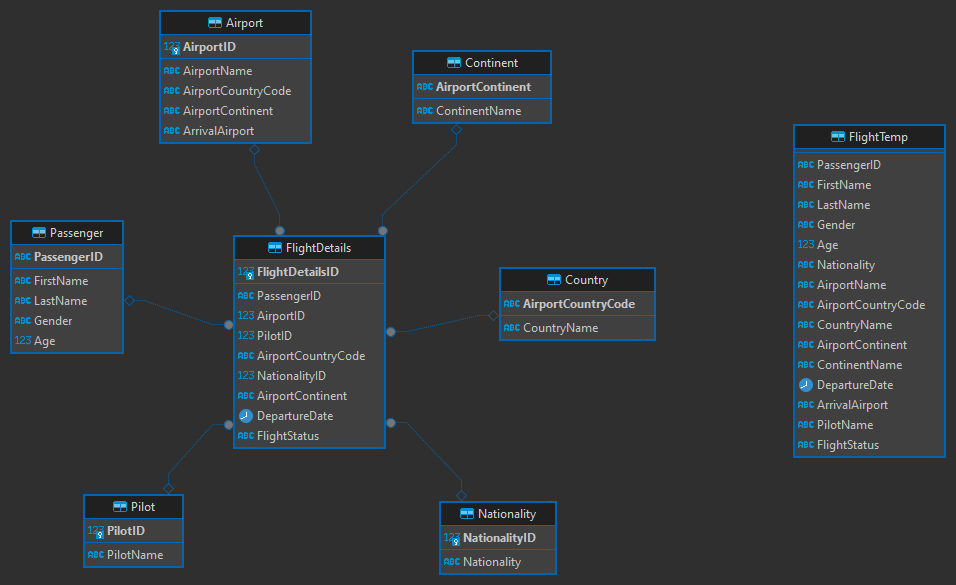 Airport
123 AirportID
ABC AirportName
ABC AirportCountryCode
ABC AirportContinent
ABC ArrivalAirport
Continent
ABC AirportContinent
ABC ContinentName
FlightTemp
ABC PassengerID
ABC FirstName
ABC LastName
ABC Gender
123 Age
ABC Nationality
ABC AirportName
ABC AirportCountryCode
ABC CountryName
ABC AirportContinent
ABC ContinentName
DepartureDate
ABC ArrivalAirport
ABC PilotName
ABC FlightStatus
Passenger
ABC PassengerID
ABC FirstName
ABC LastName
ABC Gender
123 Age
FlightDetails
123 FlightDetailsID
ABC PassengerID
123 AirportID
123 PilotID
ABC AirportCountryCode
123 NationalityID
ABC AirportContinent
DepartureDate
ABC FlightStatus
Country
ABC AirportCountryCode
ABC CountryName
Pilot
123 PilotID
ABC PilotName
Nationality
123 NationalityID
ABC Nationality